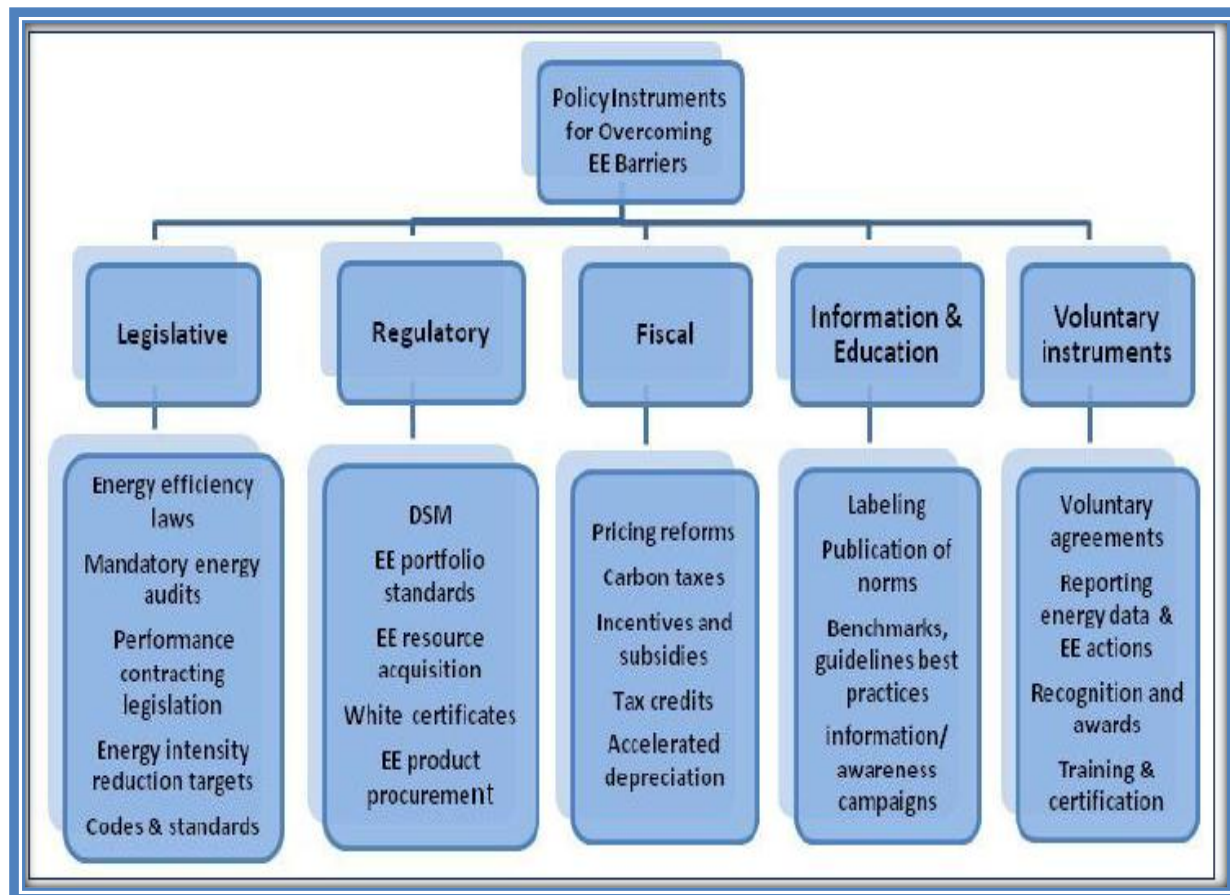 Policy Instruments
for Overcoming
EE Barriers
Legislative
Regulatory
Fiscal
Information &
Education
Voluntary
instruments
Energy efficiency
laws
Mandatory energy
audits
Performance
contracting
legislation
Energy intensity
reduction targets
Codes & standards
DSM
EE portfolio
standards
EE resource
acquisition
White certificates
EE product
procurement
Pricing reforms
Carbon taxes
Incentives and
subsidies
Tax credits
Accelerated
depreciation
Labeling
Publication of
norms
Benchmarks,
guidelines best
practices
information/
awareness
campaigns
Voluntary
agreements
Reporting
energy data &
EE actions
Recognition and
awards
Training &
certification